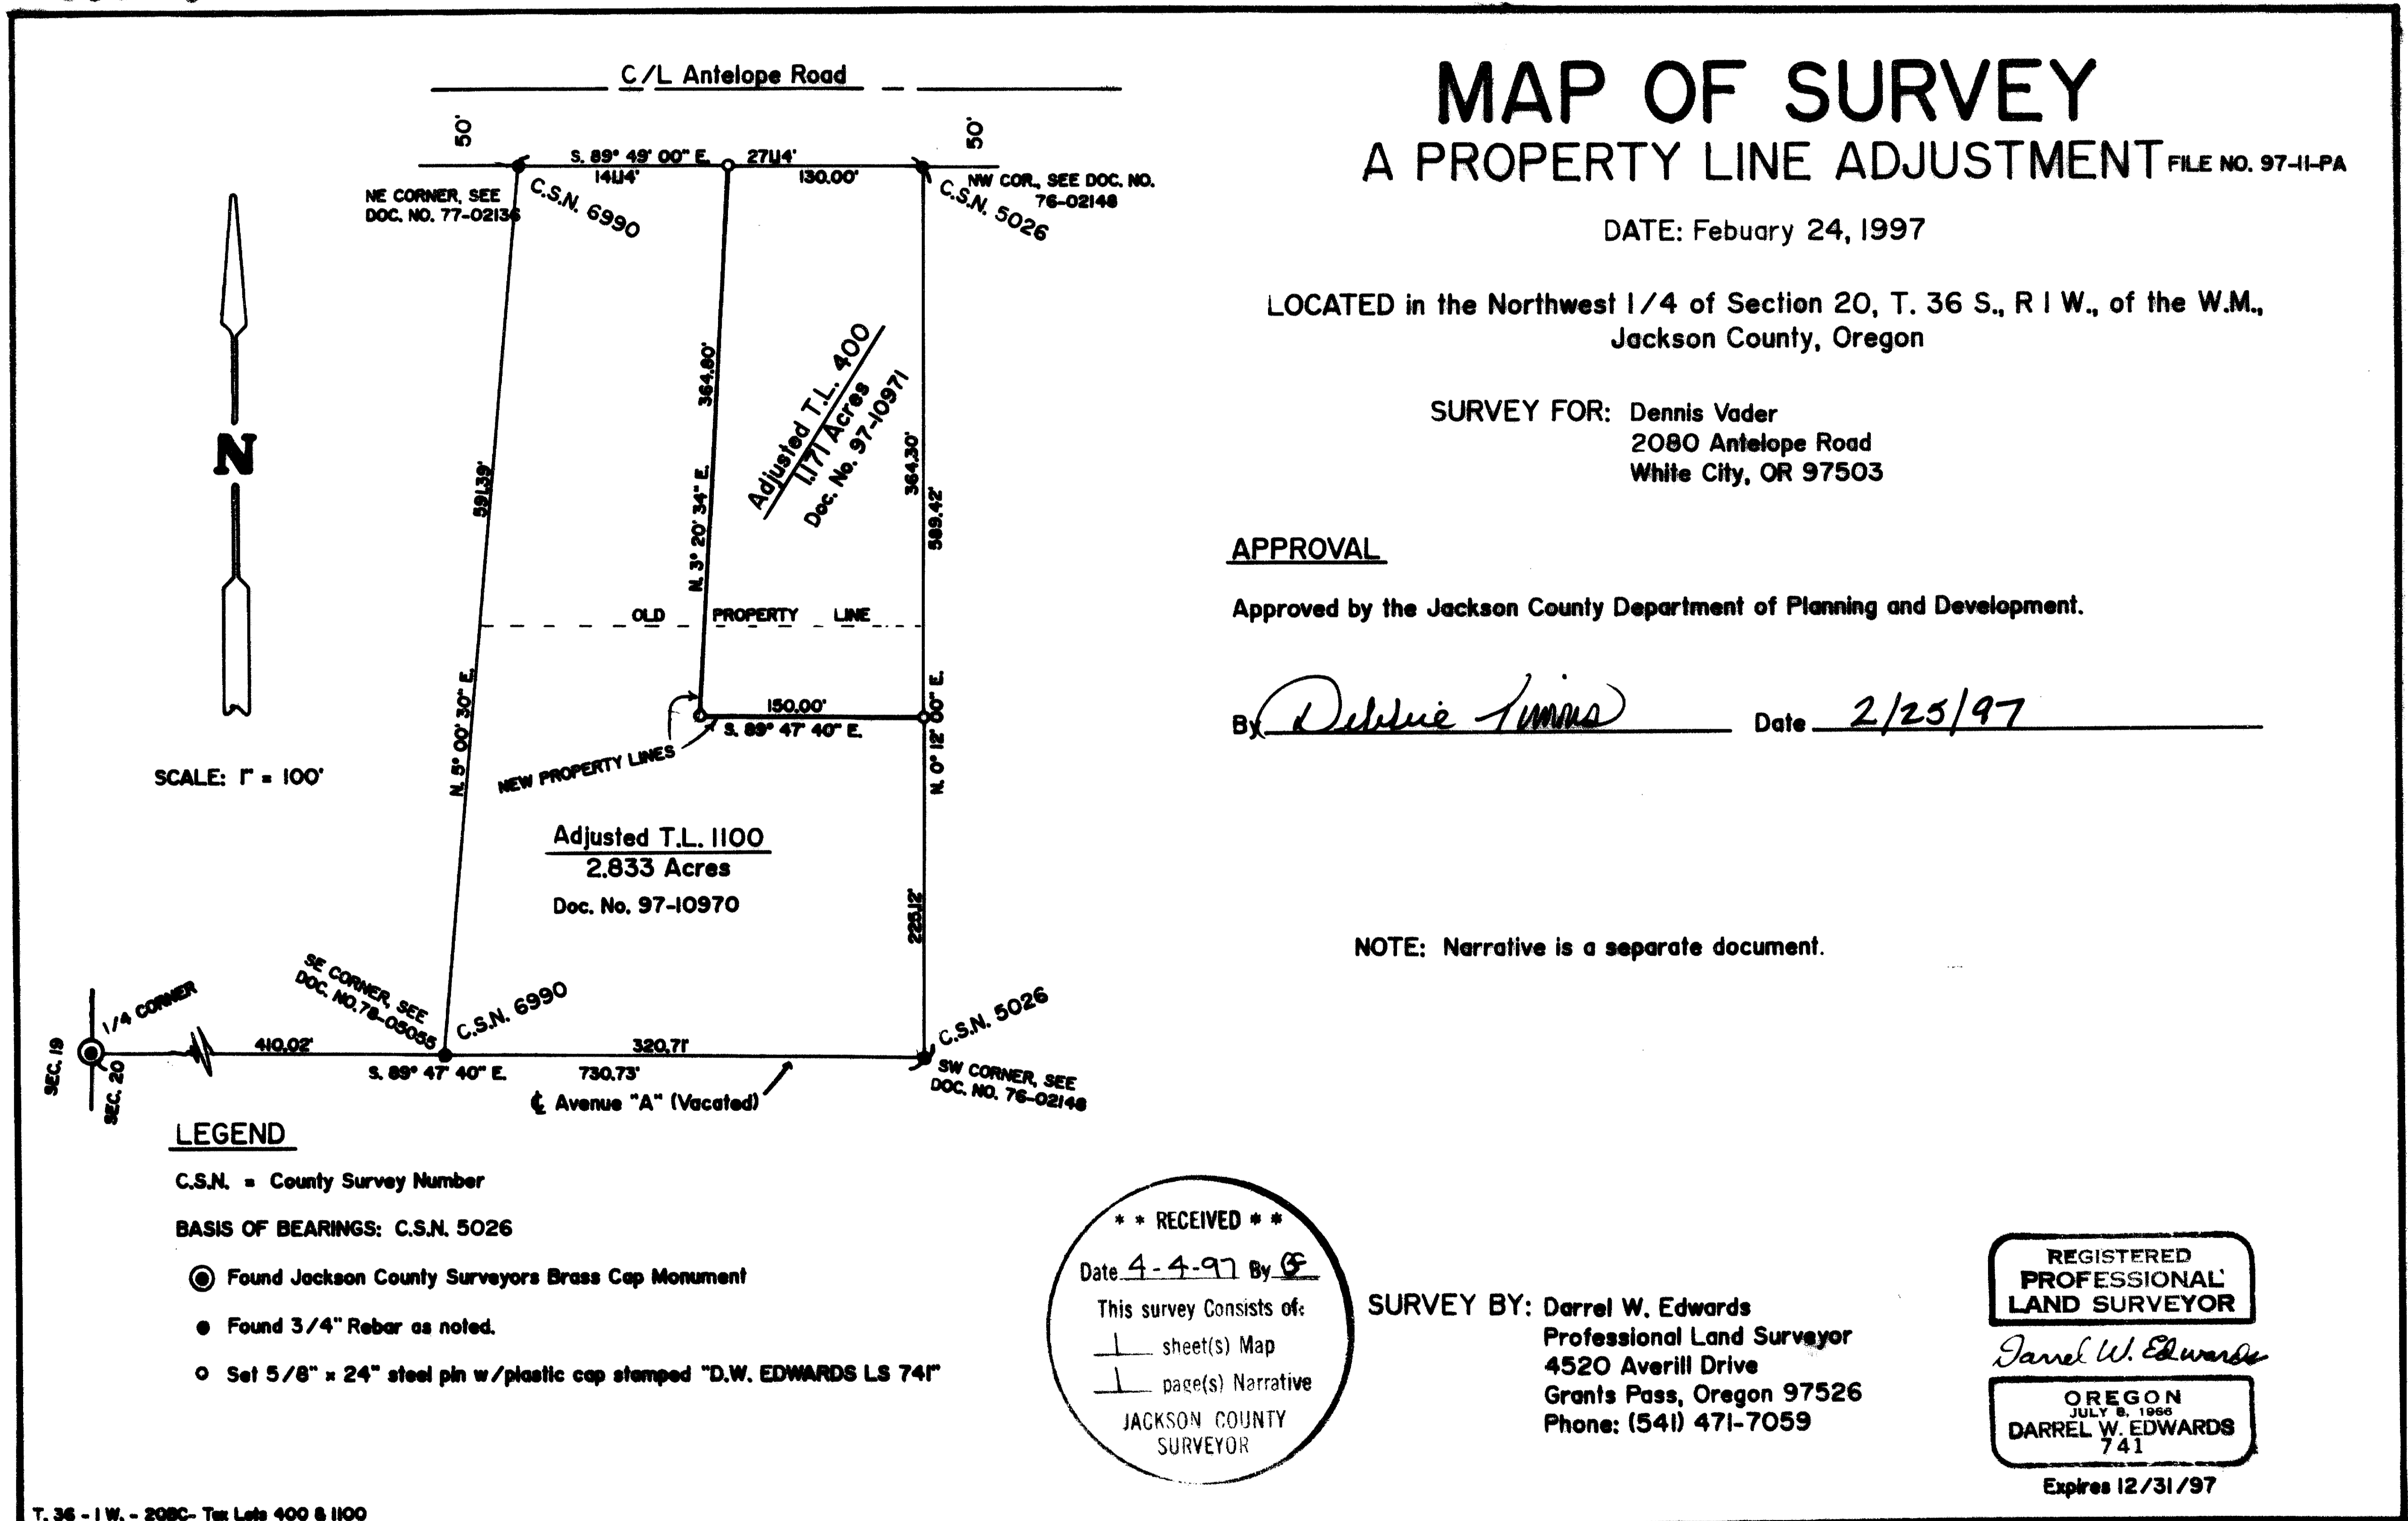 MAP OF SURVEY
A PROPERTY LINE ADJUSTMENT FILE NO. 97-11-PA
DATE: Febuary 24, 1997
LOCATED in the Northwest 1/4 of Section 20, T. 36 S., R 1 W., of the W.M.,
Jackson County, Oregon
SURVEY FOR: Dennis Vader
2080 Antelope Road
White City, OR 97503
APPROVAL
Approved by the Jackson County Department of Planning and Development.
By Debbie Timms Date 2/25/97
NOTE: Narrative is a separate document.
C/L Antelope Road
50'
50'
S. 89° 49' 00" E. 271.14'
141.14'
130.00'
NE CORNER, SEE
DOC. NO. 77-02136
C.S.N. 6990
NW COR., SEE DOC. NO.
76-02148
C.S.N. 5026
N
SCALE: 1" = 100'
591.39'
N. 5° 00' 30" E.
364.80'
N. 3° 20' 34" E.
Adjusted T.L. 400
1.171 Acres
Doc. No. 97-10971
364.30'
589.42'
N. 0° 12' 00" E.
OLD PROPERTY LINE
150.00'
S. 89° 47' 40" E.
NEW PROPERTY LINES
Adjusted T.L. 1100
2.833 Acres
Doc. No. 97-10970
225.12'
SE CORNER, SEE
DOC. NO. 78-05055
C.S.N. 6990
C.S.N. 5026
SW CORNER, SEE
DOC. NO. 76-02148
1/4 CORNER
SEC. 19
SEC. 20
410.02'
320.71'
S. 89° 47' 40" E. 730.73'
℄ Avenue "A" (Vacated)
LEGEND
C.S.N. = County Survey Number
BASIS OF BEARINGS: C.S.N. 5026
Found Jackson County Surveyors Brass Cap Monument
Found 3/4" Rebar as noted.
Set 5/8" x 24" steel pin w/plastic cap stamped "D.W. EDWARDS LS 741"
* * RECEIVED * *
Date 4-4-97 By
This survey Consists of:
1 sheet(s) Map
1 page(s) Narrative
JACKSON COUNTY
SURVEYOR
SURVEY BY: Darrel W. Edwards
Professional Land Surveyor
4520 Averill Drive
Grants Pass, Oregon 97526
Phone: (541) 471-7059
REGISTERED
PROFESSIONAL
LAND SURVEYOR
Darrel W. Edwards
OREGON
JULY 8, 1966
DARREL W. EDWARDS
741
Expires 12/31/97
T. 36 - 1 W. - 20BC- Tax Lots 400 & 1100